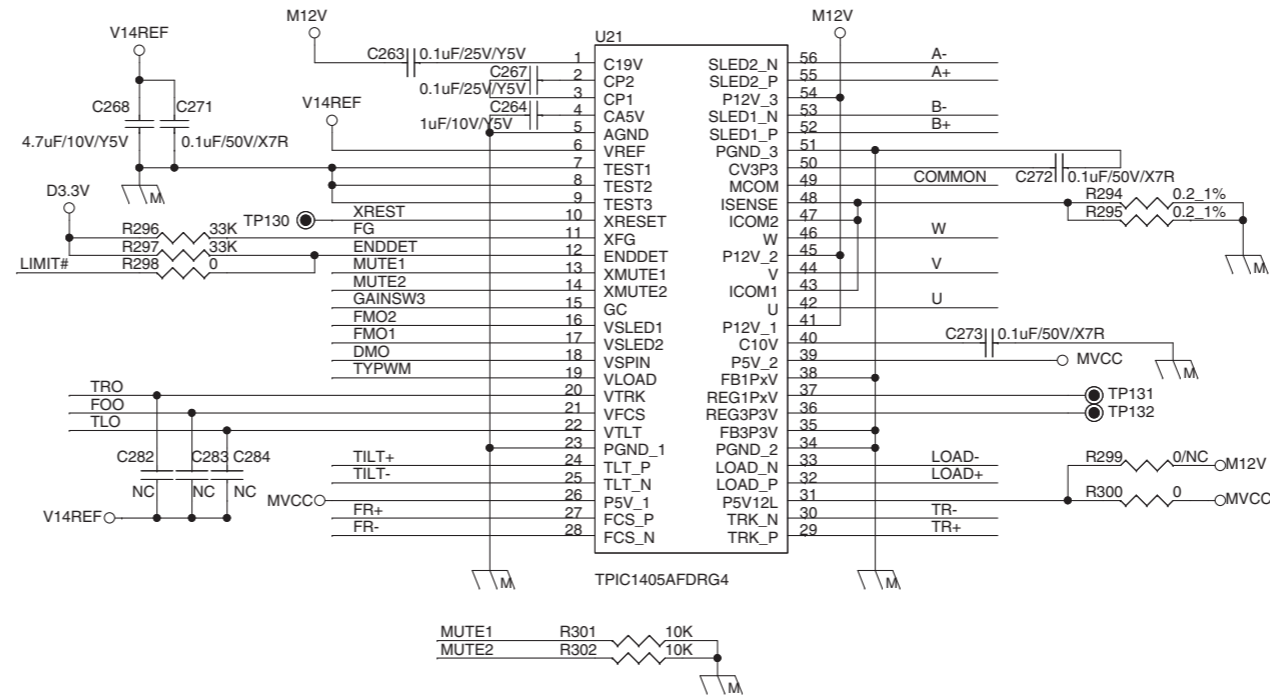 M12V
M12V
V14REF
U21
C263 0.1uF/25V/Y5V
1 C19V SLED2_N 56 A-
C267
2 CP2 SLED2_P 55 A+
0.1uF/25V/Y5V
3 CP1 P12V_3 54
C268 C271 V14REF C264
4 CA5V SLED1_N 53 B-
1uF/10V/Y5V
5 AGND SLED1_P 52 B+
4.7uF/10V/Y5V 0.1uF/50V/X7R
6 VREF PGND_3 51
7 TEST1 CV3P3 50 C272 0.1uF/50V/X7R
M
8 TEST2 MCOM 49 COMMON
D3.3V
9 TEST3 ISENSE 48 R294 0.2_1%
TP130 XREST 10 XRESET ICOM2 47 R295 0.2_1%
R296 33K FG 11 XFG W 46 W
R297 33K ENDDET 12 ENDDET P12V_2 45
M
LIMIT# R298 0 MUTE1 13 XMUTE1 V 44 V
MUTE2 14 XMUTE2 ICOM1 43
GAINSW3 15 GC U 42 U
FMO2 16 VSLED1 P12V_1 41
FMO1 17 VSLED2 C10V 40 C273 0.1uF/50V/X7R
DMO 18 VSPIN P5V_2 39 MVCC
M
TYPWM 19 VLOAD FB1PxV 38
TRO 20 VTRK REG1PxV 37 TP131
FOO 21 VFCS REG3P3V 36 TP132
TLO 22 VTLT FB3P3V 35
23 PGND_1 PGND_2 34
C282 C283 C284
TILT+ 24 TLT_P LOAD_N 33 LOAD- R299 0/NC M12V
TILT- 25 TLT_N LOAD_P 32 LOAD+
NC NC NC
MVCC 26 P5V_1 P5V12L 31 R300 0 MVCC
V14REF FR+ 27 FCS_P TRK_N 30 TR-
FR- 28 FCS_N TRK_P 29 TR+
M TPIC1405AFDRG4 M
MUTE1 R301 10K
MUTE2 R302 10K
M